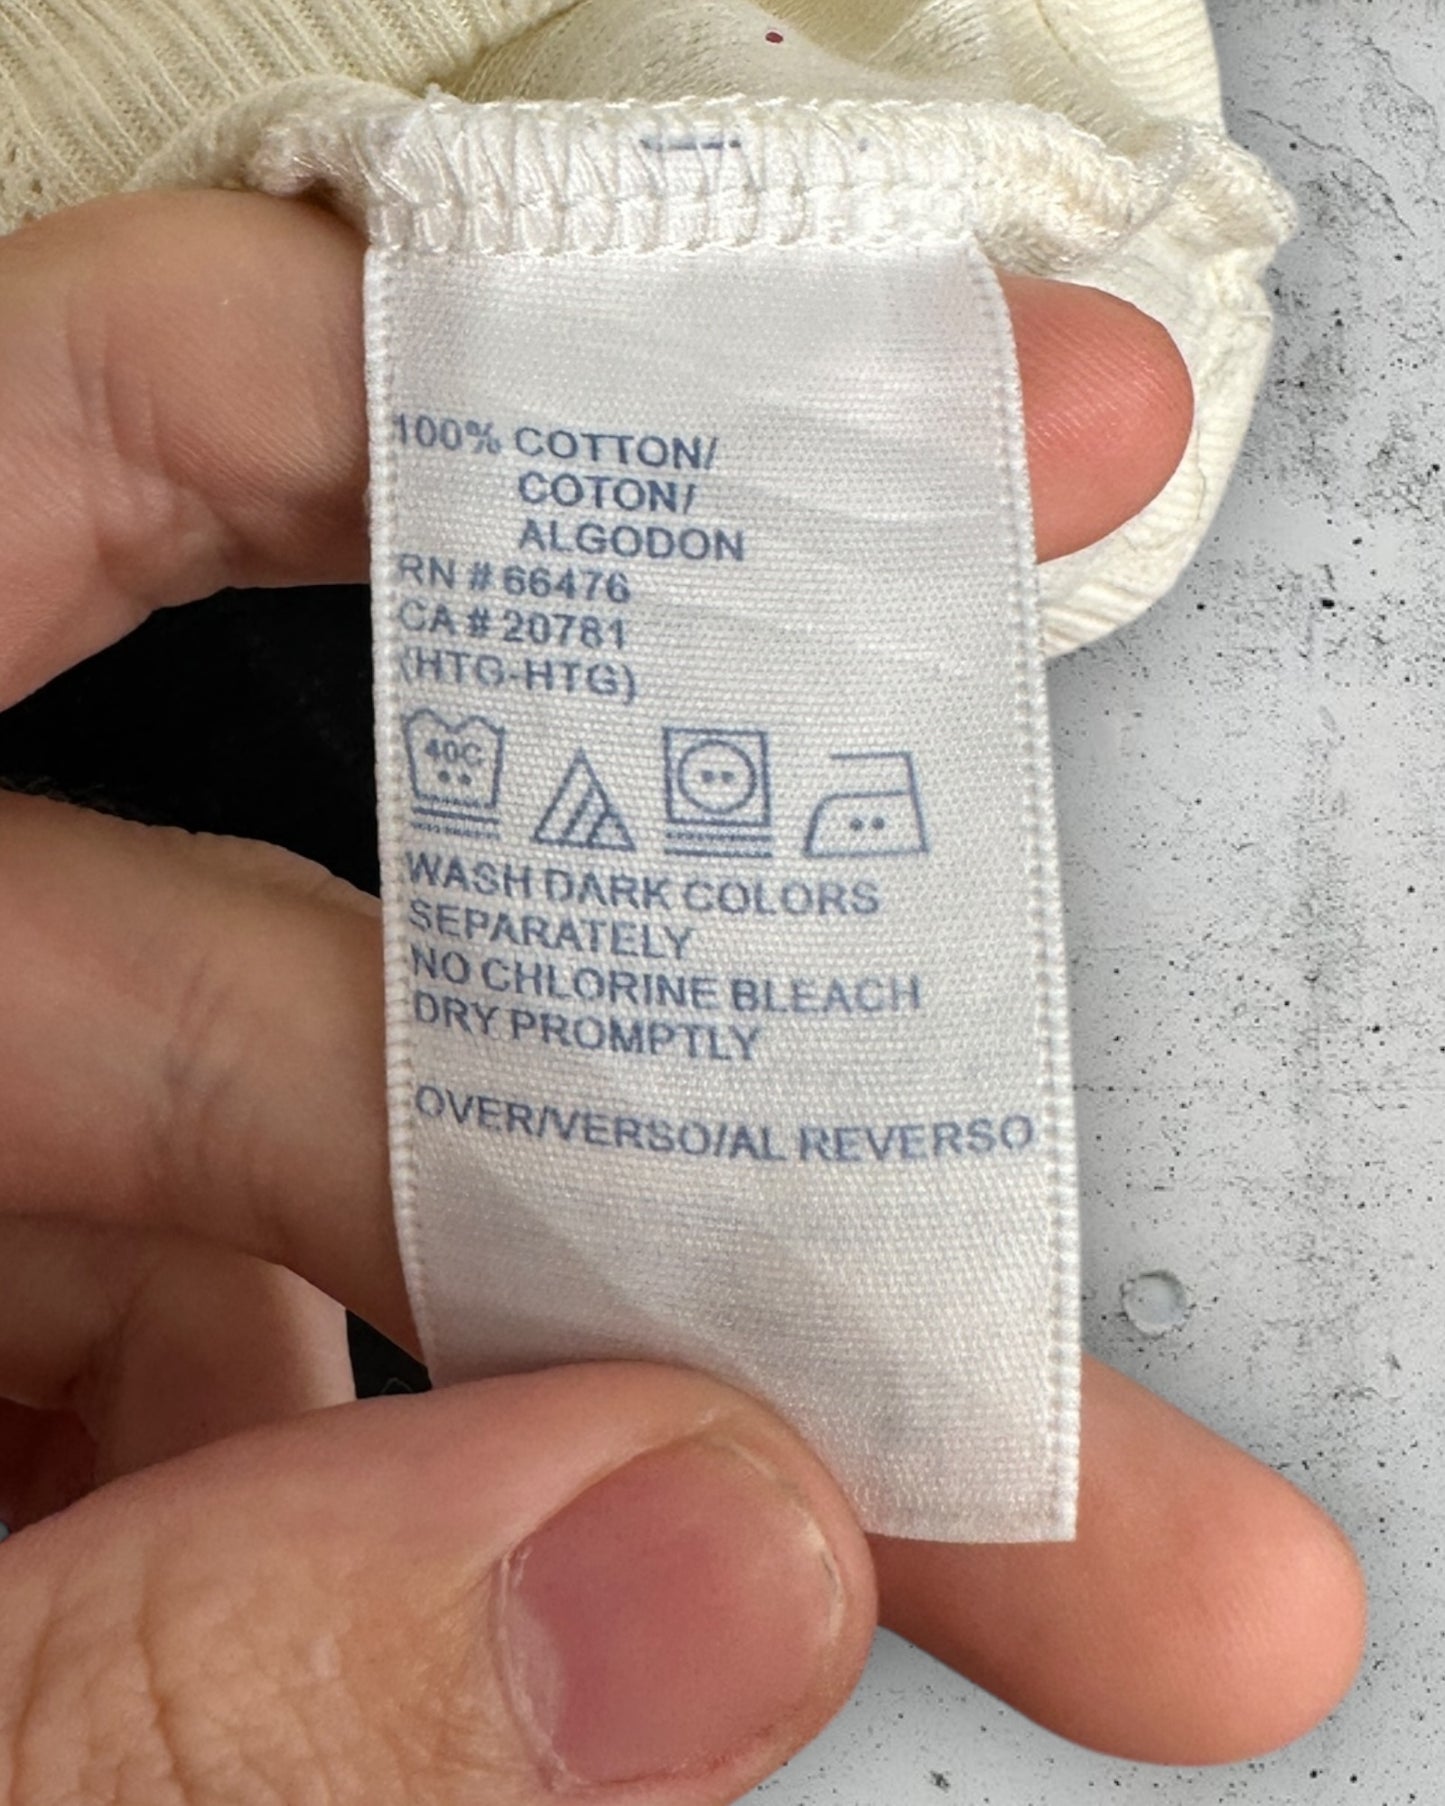 100% COTTON/
COTON/
ALGODON
RN # 66476
CA # 20781
(HTG-HTG)
40C
WASH DARK COLORS
SEPARATELY
NO CHLORINE BLEACH
DRY PROMPTLY
OVER/VERSO/AL REVERSO